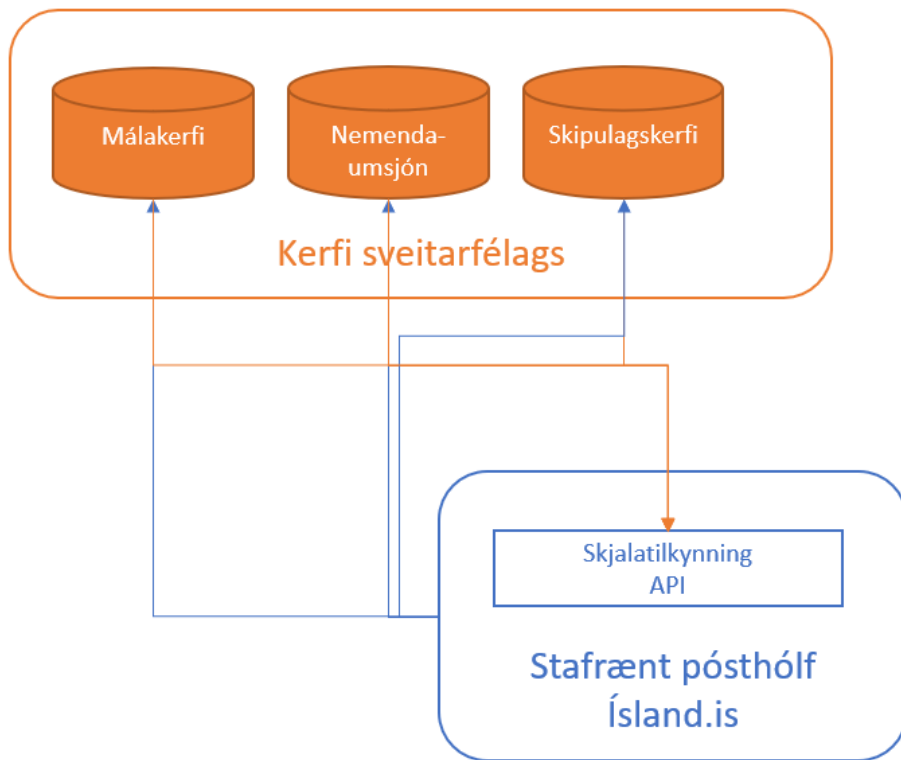 Málakerfi
Nemenda-
umsjón
Skipulagskerfi
Kerfi sveitarfélags
Skjalatilkynning
API
Stafrænt pósthólf
Ísland.is